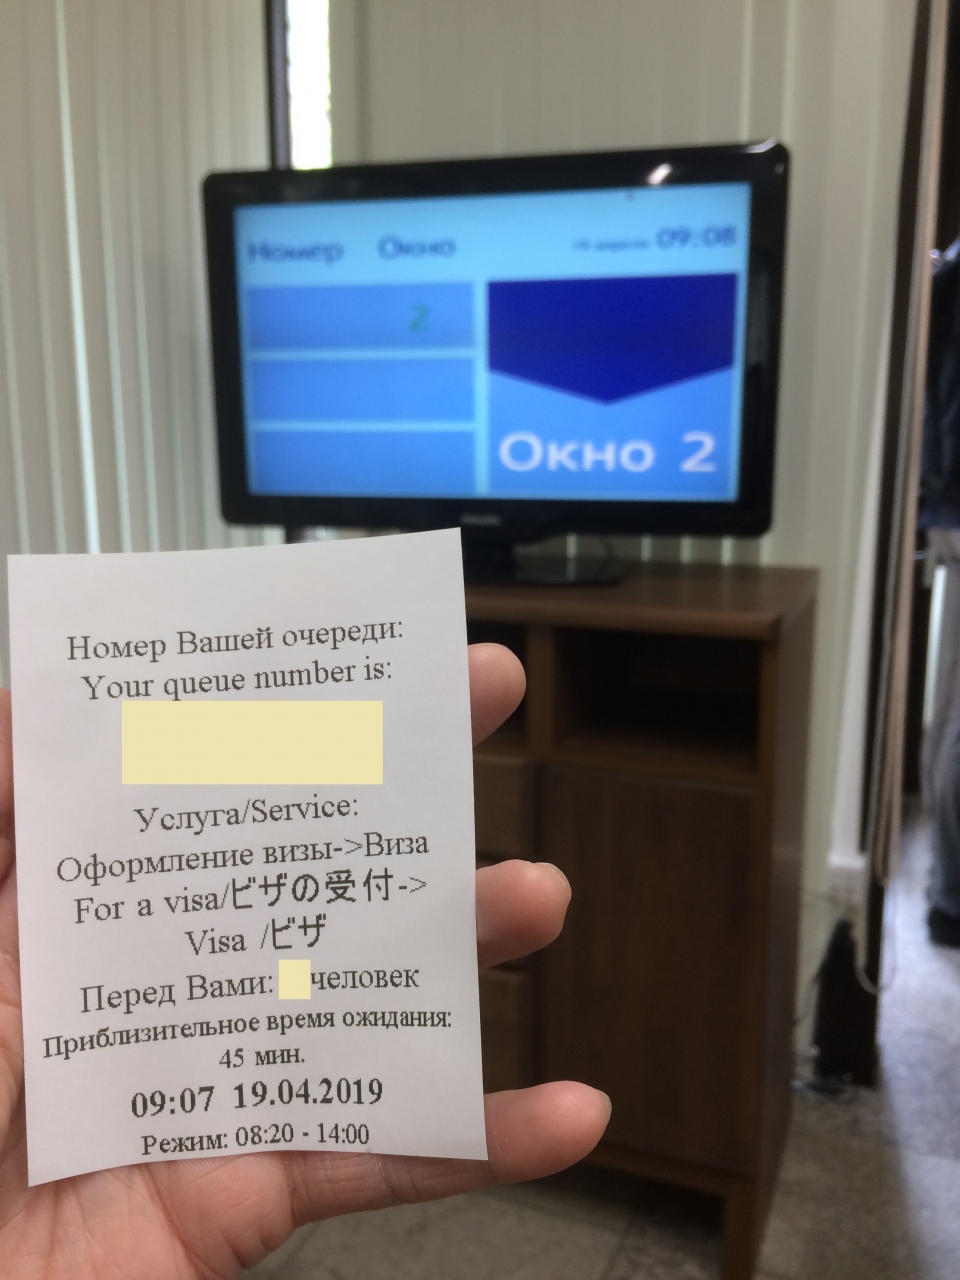 Номер Окно 09:08
2
Окно 2
Номер Вашей очереди:
Your queue number is:
Услуга/Service:
Оформление визы->Виза
For a visa/ビザの受付->
Visa /ビザ
Перед Вами: человек
Приблизительное время ожидания:
45 мин.
09:07 19.04.2019
Режим: 08:20 - 14:00